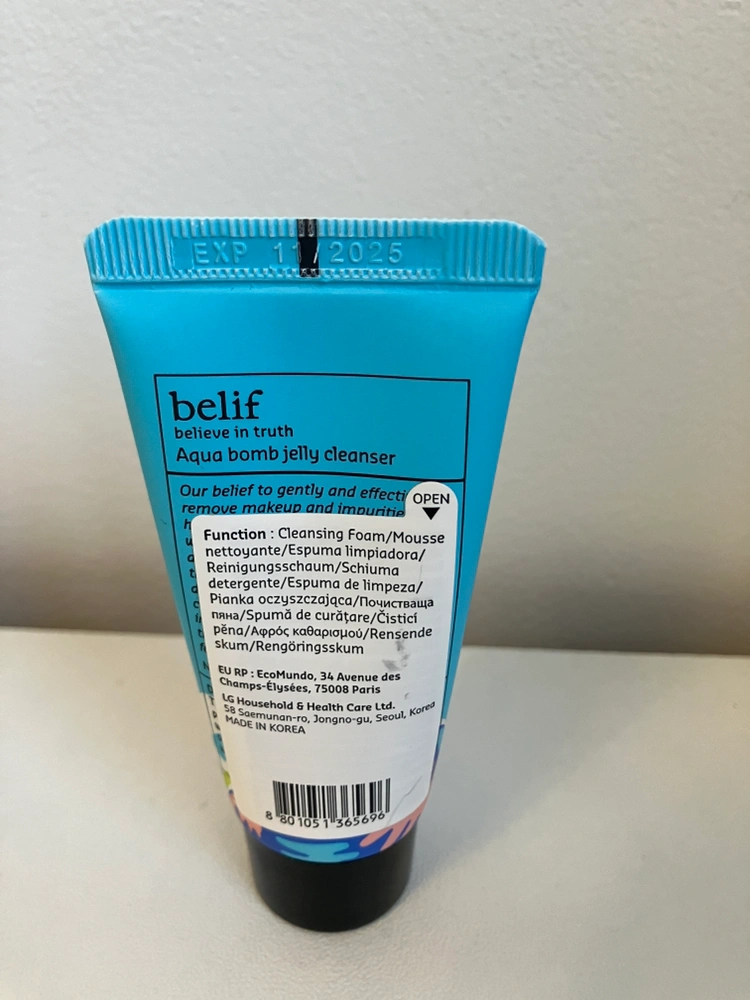 EXP 11/2025
belif
believe in truth
Aqua bomb jelly cleanser
Our belief to gently and
remove makeup and
OPEN
Function : Cleansing Foam/Mousse
nettoyante/Espuma limpiadora/
Reinigungsschaum/Schiuma
detergente/Espuma de limpeza/
Pianka oczyszczająca/Почистваща
пяна/Spumă de curățare/Čisticí
pěna/Αφρός καθαρισμού/Rensende
skum/Rengöringsskum
EU RP : EcoMundo, 34 Avenue des
Champs-Élysées, 75008 Paris
LG Household & Health Care Ltd.
58 Saemunan-ro, Jongno-gu, Seoul, Korea
MADE IN KOREA
8 801051 365696